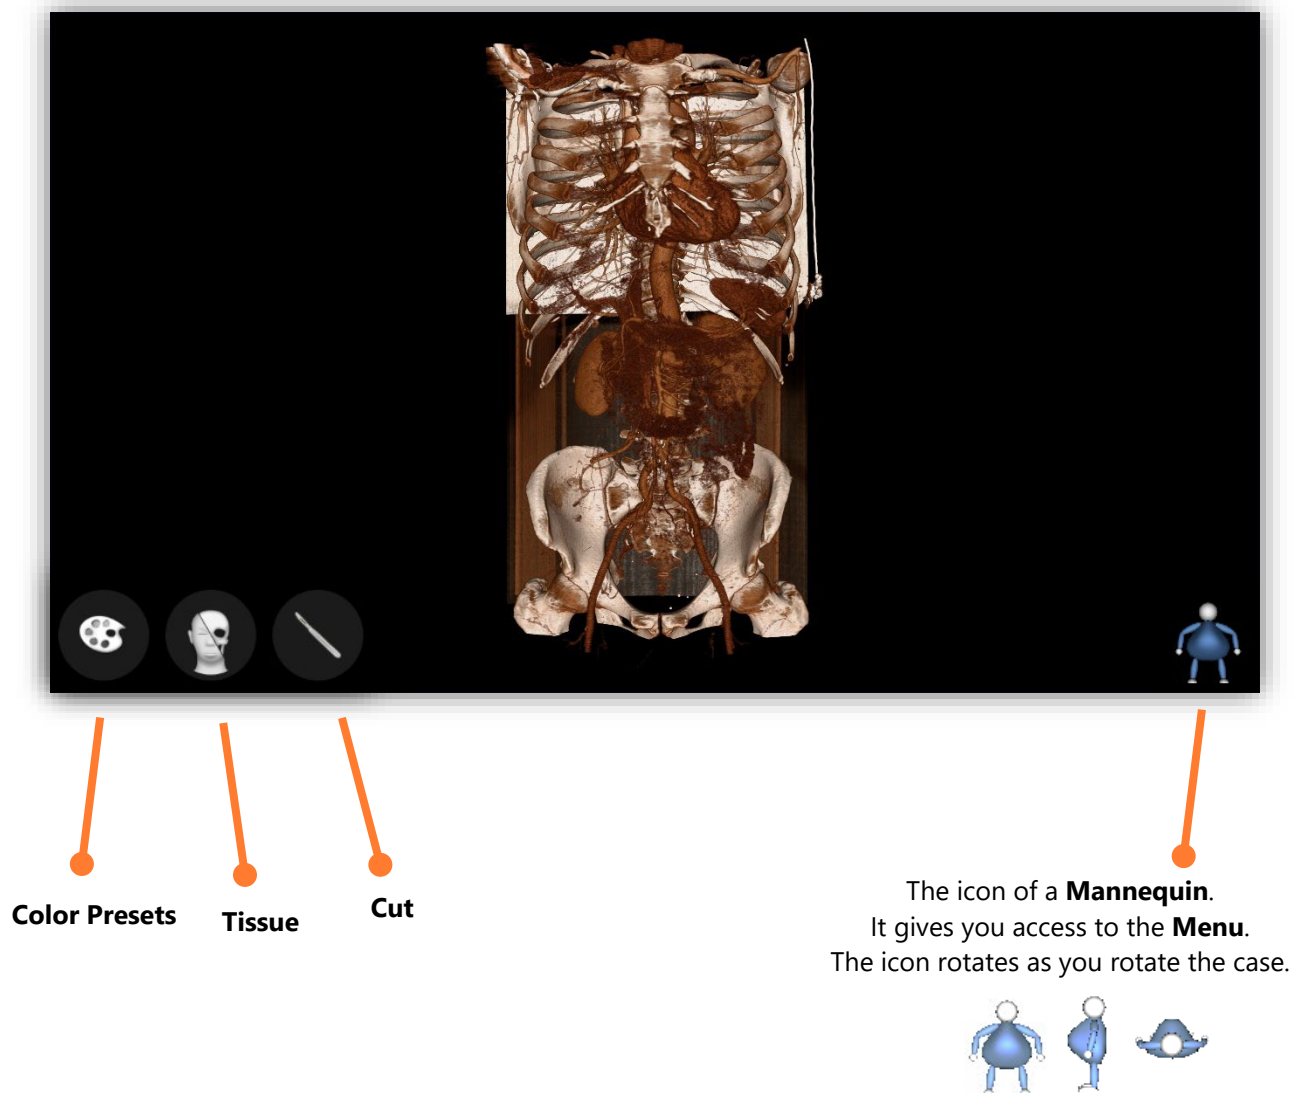 Color Presets
Tissue
Cut
The icon of a Mannequin.
It gives you access to the Menu.
The icon rotates as you rotate the case.